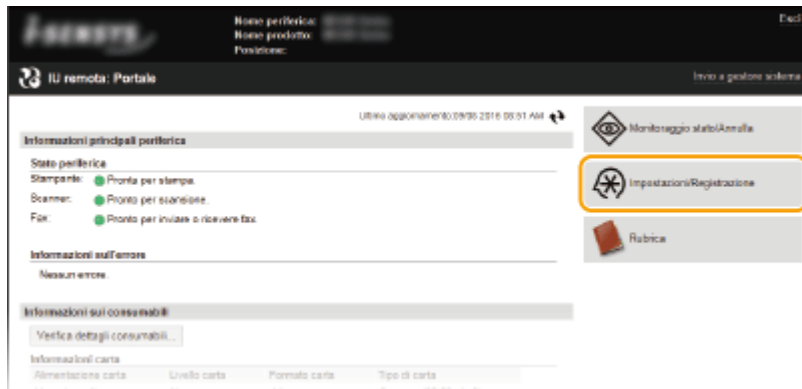 Nome periferica:
Nome prodotto:
Posizione:
Esci
IU remota: Portale
Invio a gestore sistema
Ultimo aggiornamento:09/08 2016 08:51 AM
Informazioni principali periferica
Stato periferica
Stampante: Pronta per stampa.
Scanner: Pronto per scansione.
Fax: Pronto per inviare o ricevere fax.
Informazioni sull'errore
Nessun errore.
Informazioni sui consumabili
Verifica dettagli consumabili...
Informazioni carta
Alimentazione carta Livello carta Formato carta Tipo di carta
Monitoraggio stato/Annulla
Impostazioni/Registrazione
Rubrica